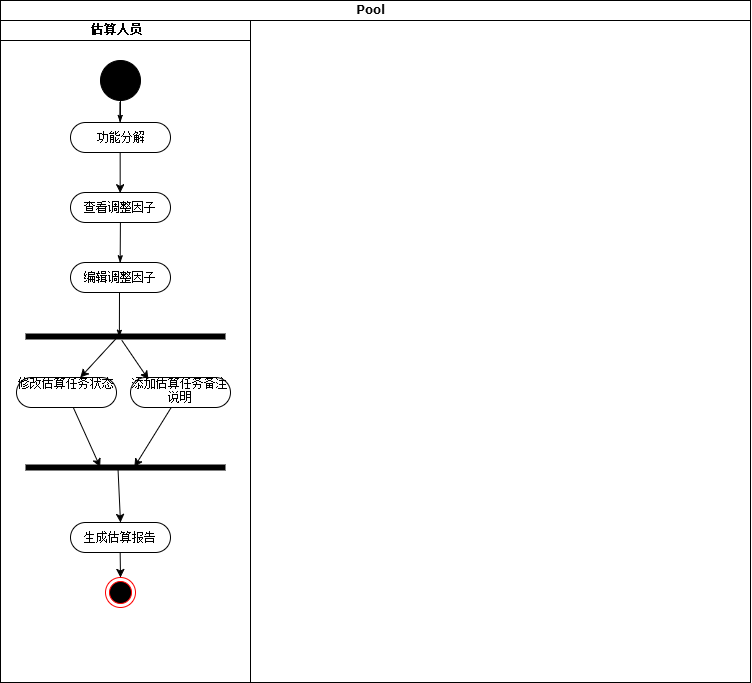 Pool
估算人员
功能分解
查看调整因子
编辑调整因子
修改估算任务状态
添加估算任务备注
说明
生成估算报告